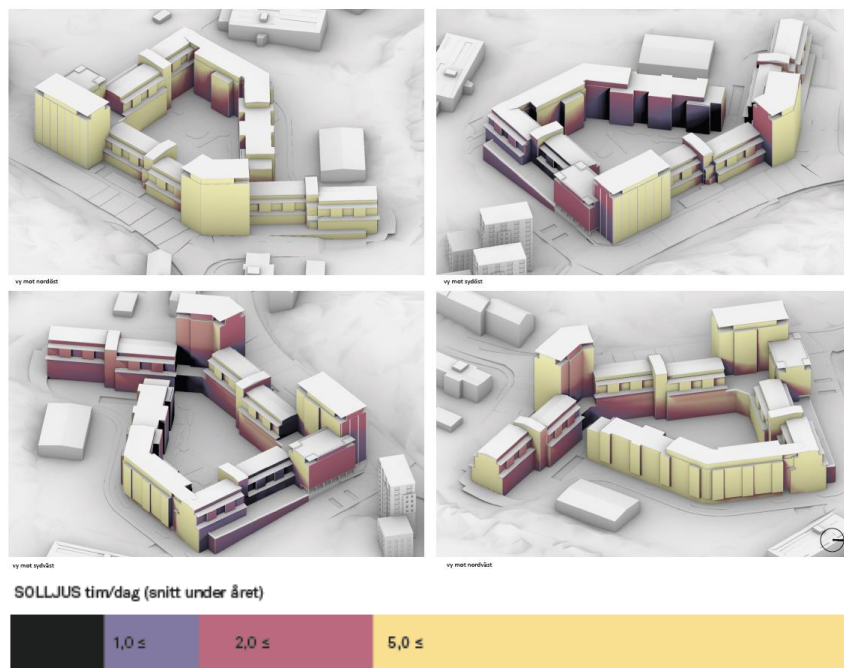 vy mot nordöst
vy mot sydöst
vy mot sydväst
vy mot nordväst
SOLLJUS tim/dag (snitt under året)
1,0 ≤
2,0 ≤
5,0 ≤